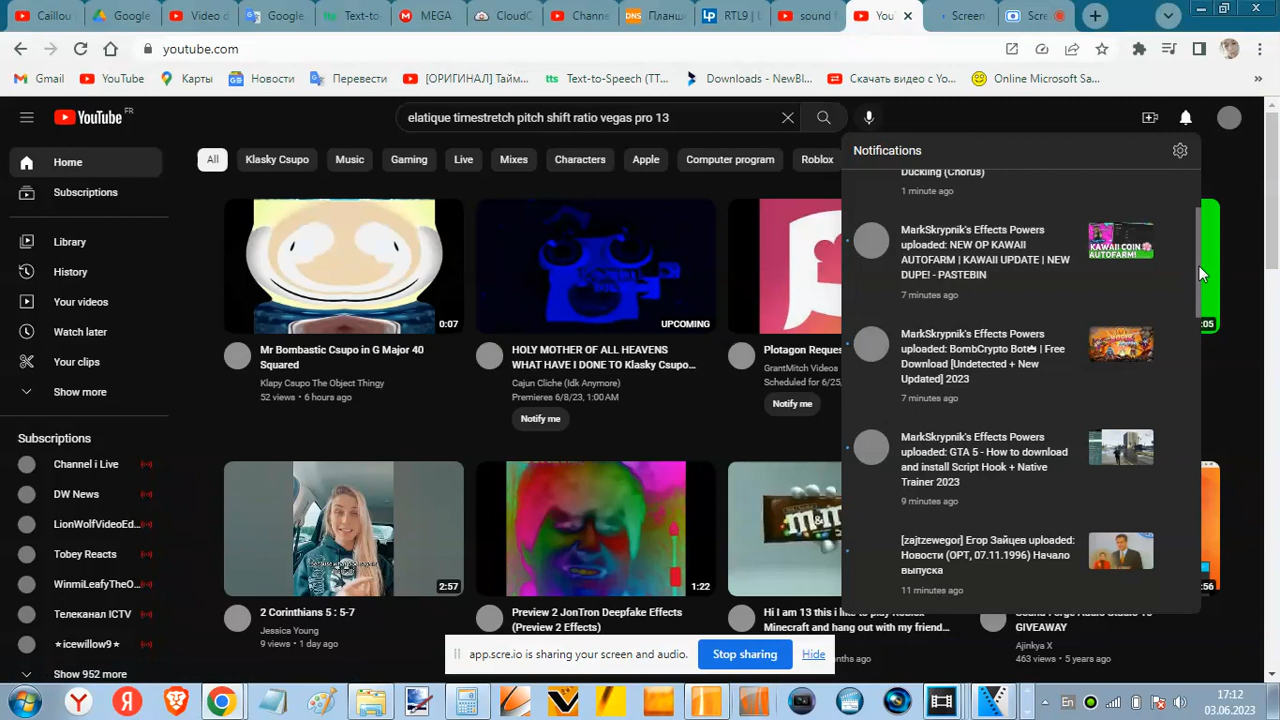 Caillou
Google
Video d
Google
Text-to
MEGA
CloudC
Channe
DNS
Планш
LP
RTL9 | L
sound f
You
Screen
Scre
youtube.com
Gmail
YouTube
Карты
Новости
Перевести
[ОРИГИНАЛ] Тайм...
tts
Text-to-Speech (TT...
Downloads - NewBl...
Скачать видео с Yo...
Online Microsoft Sa...
»
YouTube FR
elatique timestretch pitch shift ratio vegas pro 13
Home
Subscriptions
Library
History
Your videos
Watch later
Your clips
Show more
Subscriptions
Channel i Live
DW News
LionWolfVideoEd...
Tobey Reacts
WinmiLeafyTheO...
Телеканал ICTV
★icewillow9★
Show 952 more
All
Klasky Csupo
Music
Gaming
Live
Mixes
Characters
Apple
Computer program
Roblox
0:07
Mr Bombastic Csupo in G Major 40
Squared
Klapy Csupo The Object Thingy
52 views • 6 hours ago
UPCOMING
HOLY MOTHER OF ALL HEAVENS
WHAT HAVE I DONE TO Klasky Csupo...
Cajun Cliche (Idk Anymore)
Premieres 6/8/23, 1:00 AM
Notify me
Plotagon Reque
GrantMitch Videos
Scheduled for 6/25,
Notify me
:05
2:57
2 Corinthians 5 : 5-7
Jessica Young
9 views • 1 day ago
1:22
Preview 2 JonTron Deepfake Effects
(Preview 2 Effects)
m&m's
Hi I am 13 this i like to play Roblox
Minecraft and hang out with my friend...
nths ago
:56
Sound Forge Audio Studio 10
GIVEAWAY
Ajinkya X
463 views • 5 years ago
Notifications
Duckling (Chorus)
1 minute ago
MarkSkrypnik's Effects Powers
uploaded: NEW OP KAWAII
AUTOFARM | KAWAII UPDATE | NEW
DUPE! - PASTEBIN
7 minutes ago
KAWAII COIN
AUTOFARM!
MarkSkrypnik's Effects Powers
uploaded: BombCrypto Bot | Free
Download [Undetected + New
Updated] 2023
7 minutes ago
MarkSkrypnik's Effects Powers
uploaded: GTA 5 - How to download
and install Script Hook + Native
Trainer 2023
9 minutes ago
[zajtzewegor] Егор Зайцев uploaded:
Новости (ОРТ, 07.11.1996) Начало
выпуска
11 minutes ago
app.scre.io is sharing your screen and audio.
Stop sharing
Hide
En
17:12
03.06.2023